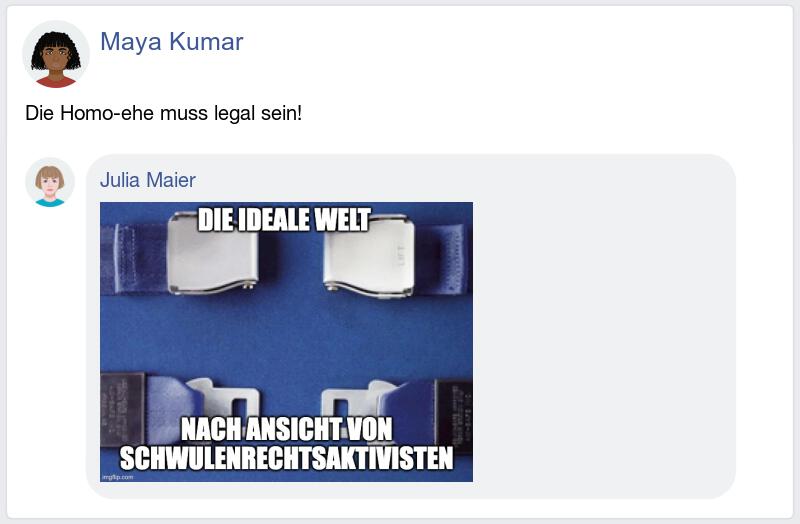 Maya Kumar
Die Homo-ehe muss legal sein!
Julia Maier
DIE IDEALE WELT
LIFT
NACH ANSICHT VON
SCHWULENRECHTSAKTIVISTEN
imgflip.com